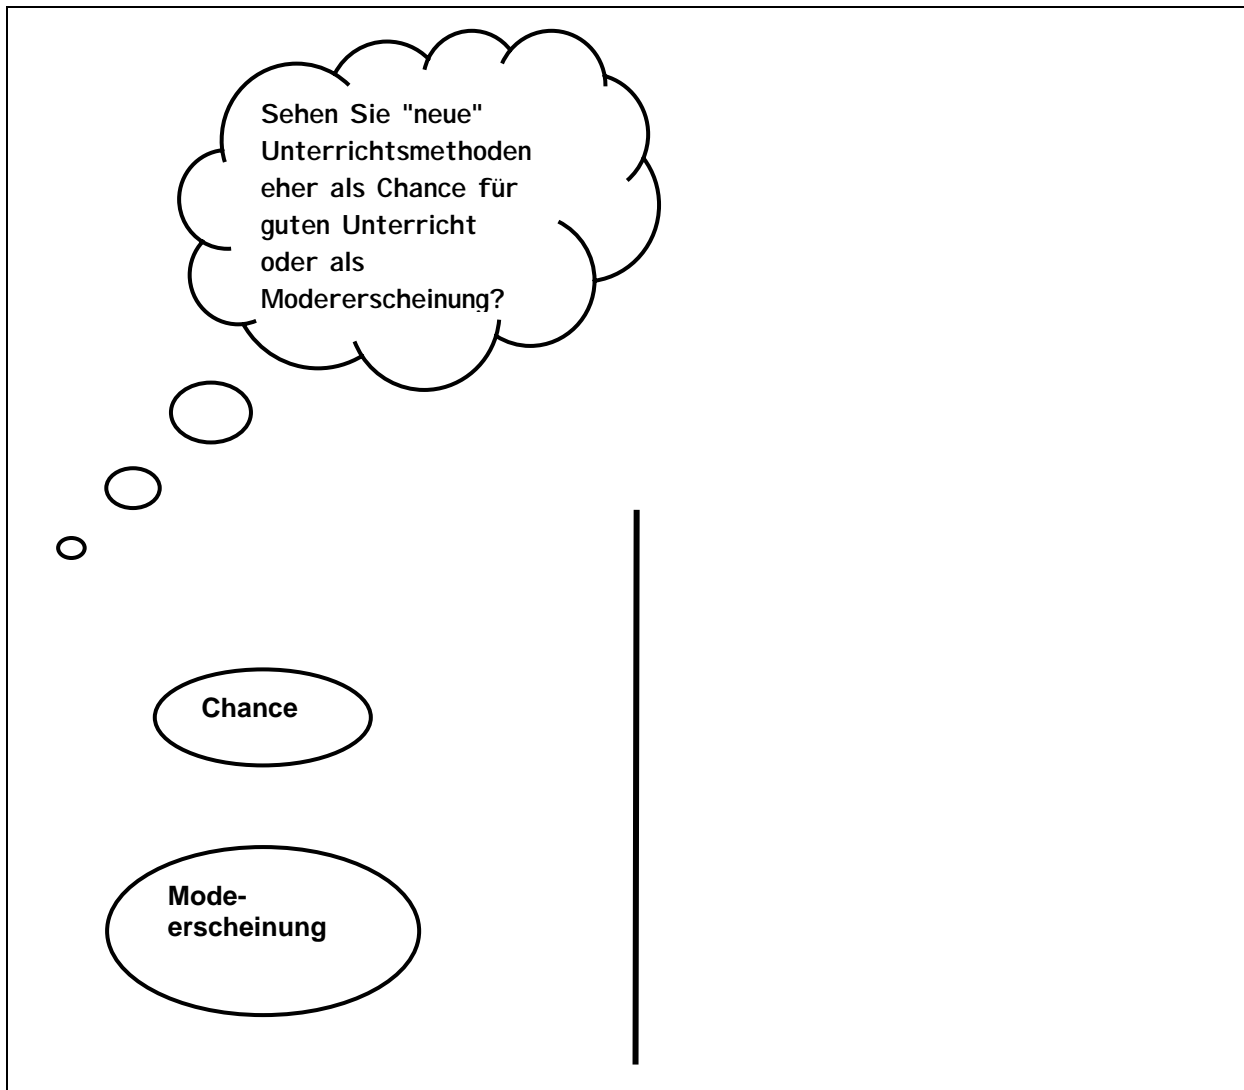 Sehen Sie "neue"
Unterrichtsmethoden
eher als Chance für
guten Unterricht
oder als
Modererscheinung?
Chance
Mode-
erscheinung